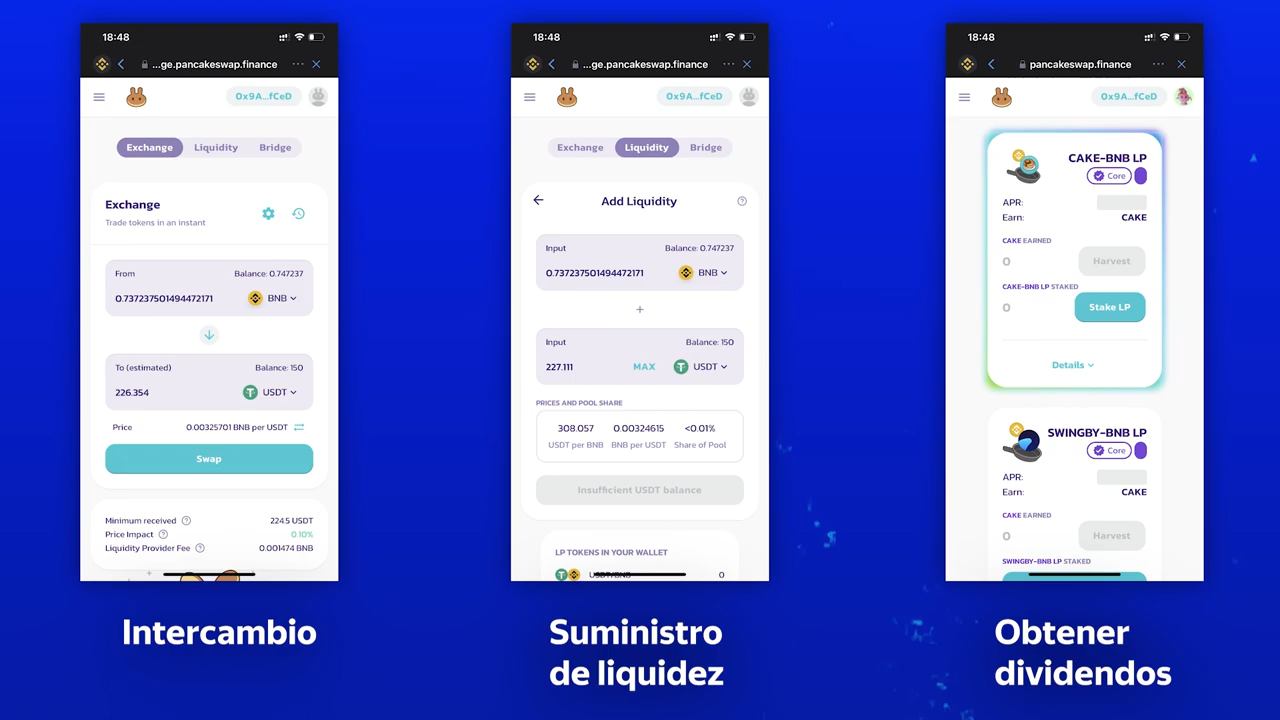 18:48
...ge.pancakeswap.finance
0x9A...fCeD
Exchange Liquidity Bridge
Exchange
Trade tokens in an instant
From Balance: 0.747237
0.737237501494472171 BNB
To (estimated) Balance: 150
226.354 USDT
Price 0.00325701 BNB per USDT
Swap
Minimum received 224.5 USDT
Price Impact 0.10%
Liquidity Provider Fee 0.001474 BNB
Intercambio
18:48
...ge.pancakeswap.finance
0x9A...fCeD
Exchange Liquidity Bridge
Add Liquidity
Input Balance: 0.747237
0.737237501494472171 BNB
+
Input Balance: 150
227.111 MAX USDT
PRICES AND POOL SHARE
308.057 0.00324615 <0.01%
USDT per BNB BNB per USDT Share of Pool
Insufficient USDT balance
LP TOKENS IN YOUR WALLET
USDT/BNB 0
Suministro
de liquidez
18:48
pancakeswap.finance
0x9A...fCeD
CAKE-BNB LP
Core
APR:
Earn: CAKE
CAKE EARNED
0 Harvest
CAKE-BNB LP STAKED
0 Stake LP
Details
SWINGBY-BNB LP
Core
APR:
Earn: CAKE
CAKE EARNED
0 Harvest
SWINGBY-BNB LP STAKED
Obtener
dividendos